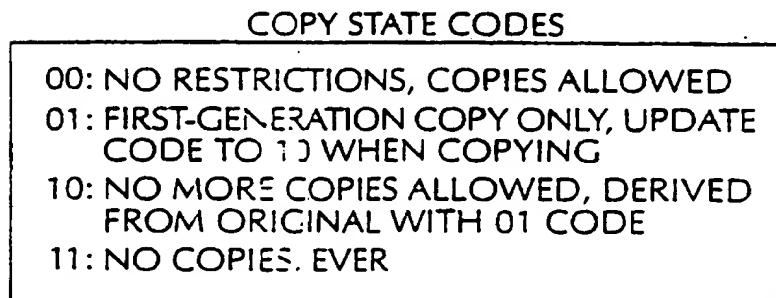 COPY STATE CODES
00: NO RESTRICTIONS, COPIES ALLOWED
01: FIRST-GENERATION COPY ONLY, UPDATE
CODE TO 10 WHEN COPYING
10: NO MORE COPIES ALLOWED, DERIVED
FROM ORIGINAL WITH 01 CODE
11: NO COPIES, EVER